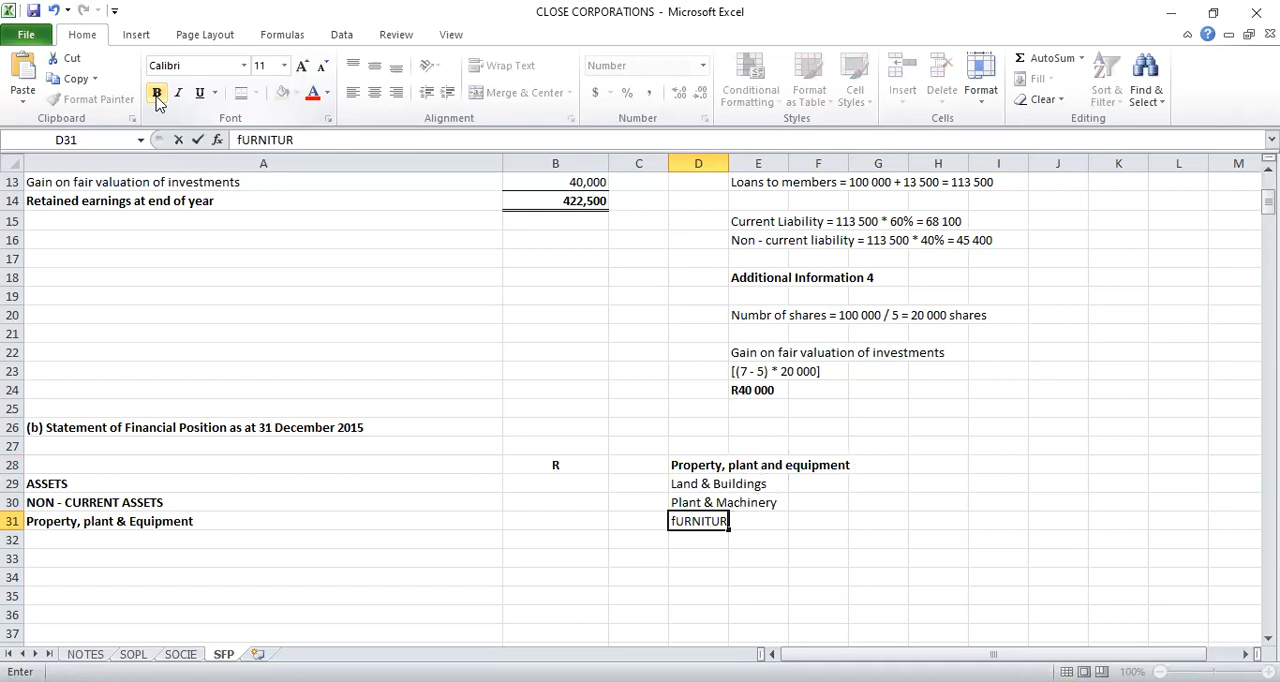 CLOSE CORPORATIONS - Microsoft Excel
File Home Insert Page Layout Formulas Data Review View
Paste
Cut
Copy
Format Painter
Clipboard
Calibri 11 A A
B I U A
Font
Wrap Text
Merge & Center
Alignment
Number
$ % ,
Number
Conditional Formatting
Format as Table
Cell Styles
Styles
Insert Delete Format
Cells
Σ AutoSum
Fill
Clear
Sort & Filter
Find & Select
Editing
D31 fx fURNITUR
A B C D E F G H I J K L M
13 Gain on fair valuation of investments 40,000 Loans to members = 100 000 + 13 500 = 113 500
14 Retained earnings at end of year 422,500
15 Current Liability = 113 500 * 60% = 68 100
16 Non - current liability = 113 500 * 40% = 45 400
17
18 Additional Information 4
19
20 Numbr of shares = 100 000 / 5 = 20 000 shares
21
22 Gain on fair valuation of investments
23 [(7 - 5) * 20 000]
24 R40 000
25
26 (b) Statement of Financial Position as at 31 December 2015
27
28 R Property, plant and equipment
29 ASSETS Land & Buildings
30 NON - CURRENT ASSETS Plant & Machinery
31 Property, plant & Equipment fURNITUR
32
33
34
35
36
37
NOTES SOPL SOCIE SFP
Enter 100%